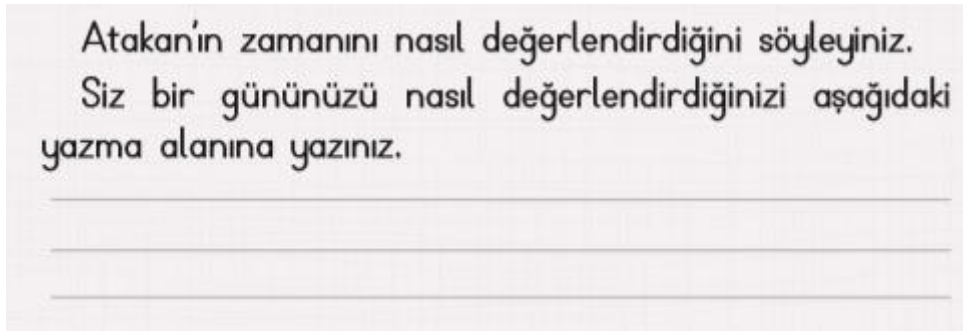 Atakan'ın zamanını nasıl değerlendirdiğini söyleyiniz.
Siz bir gününüzü nasıl değerlendirdiğinizi aşağıdaki
yazma alanına yazınız.